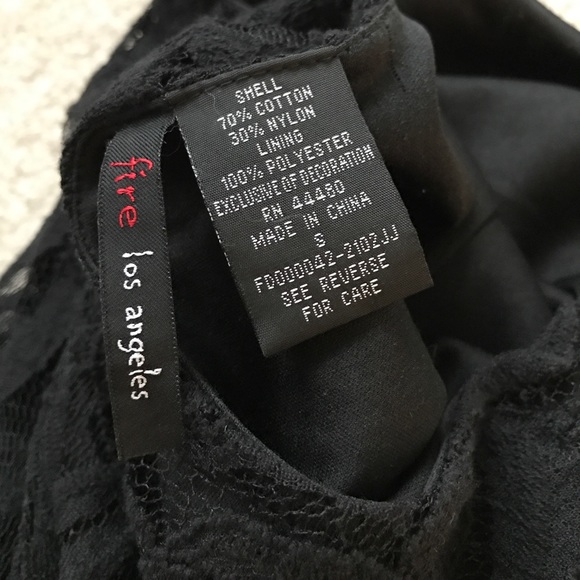 fire los angeles
SHELL
70% COTTON
30% NYLON
LINING
100% POLYESTER
EXCLUSIVE OF DECORATION
RN 44480
MADE IN CHINA
S
FD000042-2102JJ
SEE REVERSE
FOR CARE